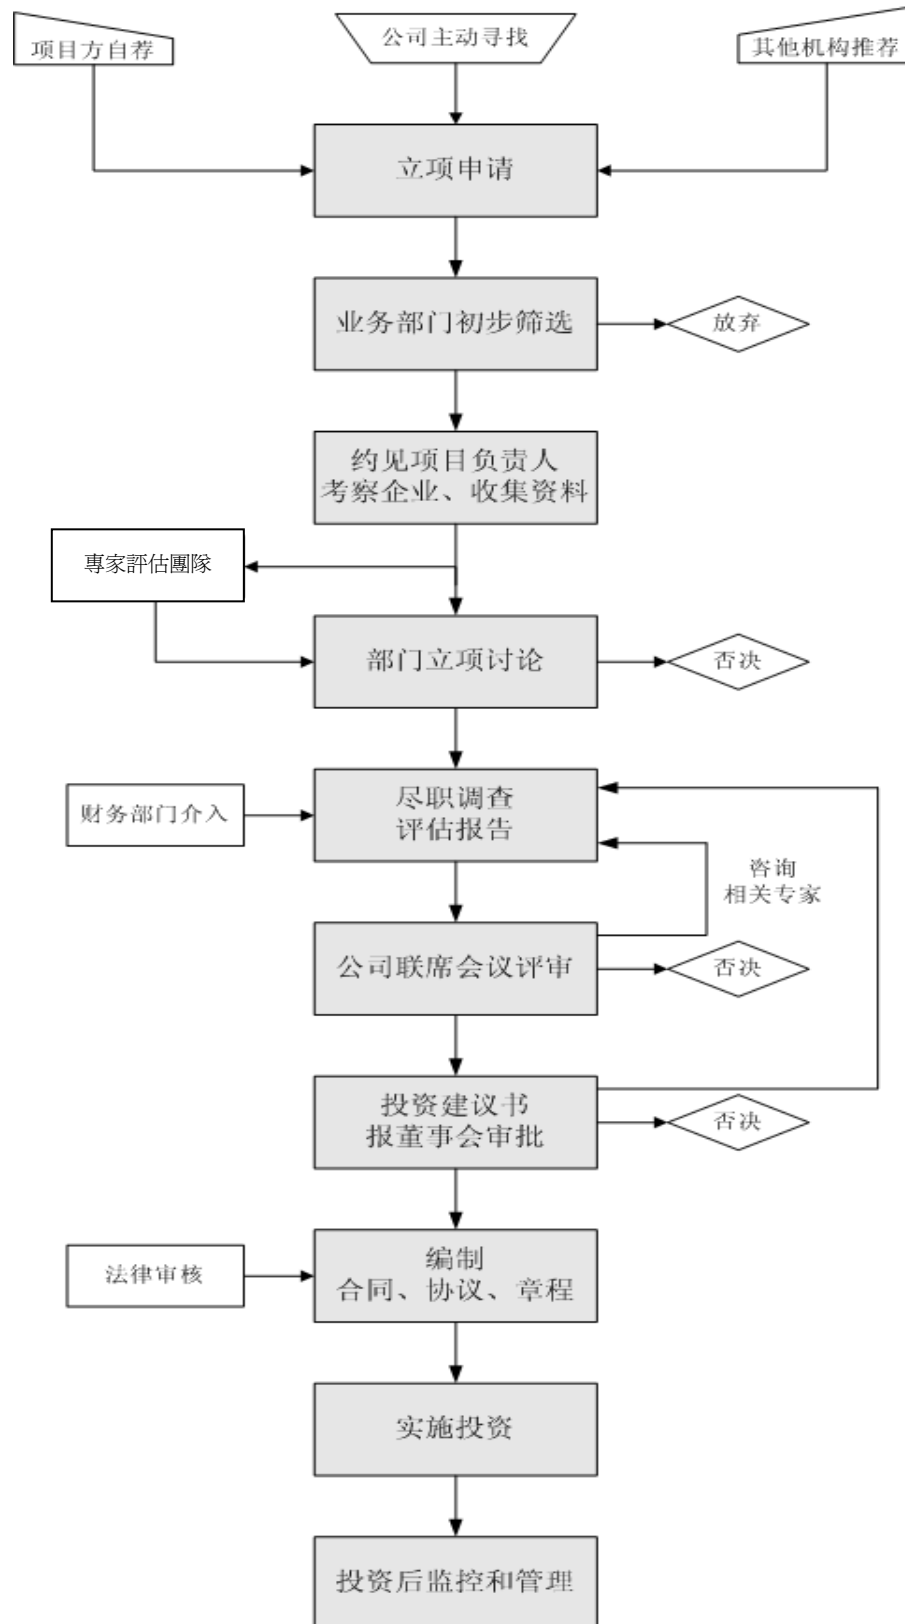 项目方自荐
公司主动寻找
其他机构推荐
立项申请
业务部门初步筛选
放弃
约见项目负责人
考察企业、收集资料
專家評估團隊
部门立项讨论
否决
财务部门介入
尽职调查
评估报告
咨询
相关专家
公司联席会议评审
否决
投资建议书
报董事会审批
否决
法律审核
编制
合同、协议、章程
实施投资
投资后监控和管理